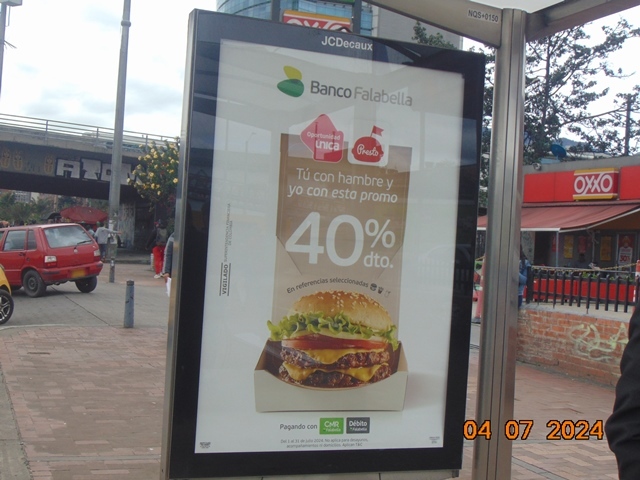 NQS+0150
JCDecaux
Banco Falabella
Oportunidad
única
Presto
Tú con hambre y
yo con esta promo
40%
dto.
En referencias seleccionadas
VIGILADO
Pagando con
CMR
Débito
OXXO
04 07 2024